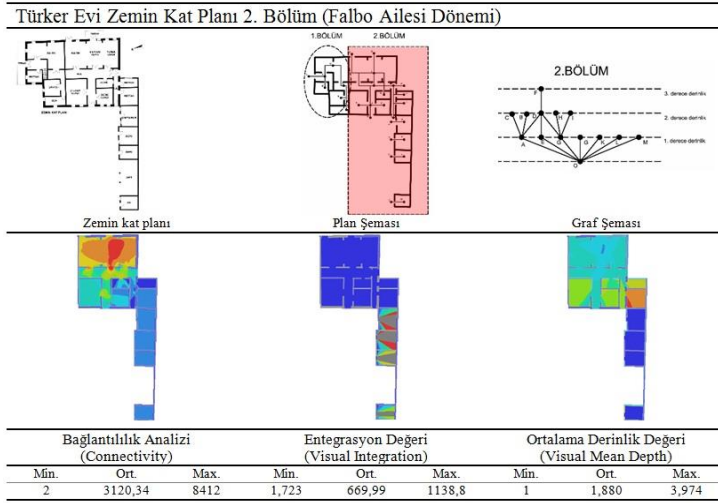 Türker Evi Zemin Kat Planı 2. Bölüm (Falbo Ailesi Dönemi)
1.BÖLÜM 2.BÖLÜM
ZEMİN KAT PLANI
2.BÖLÜM
F
3. derece derinlik
C B D H I
2. derece derinlik
A E G K L M
1. derece derinlik
O
Zemin kat planı Plan Şeması Graf Şeması
Bağlantılılık Analizi Entegrasyon Değeri Ortalama Derinlik Değeri
(Connectivity) (Visual Integration) (Visual Mean Depth)
Min. Ort. Max. Min. Ort. Max. Min. Ort. Max.
2 3120,34 8412 1,723 669,99 1138,8 1 1,880 3,974